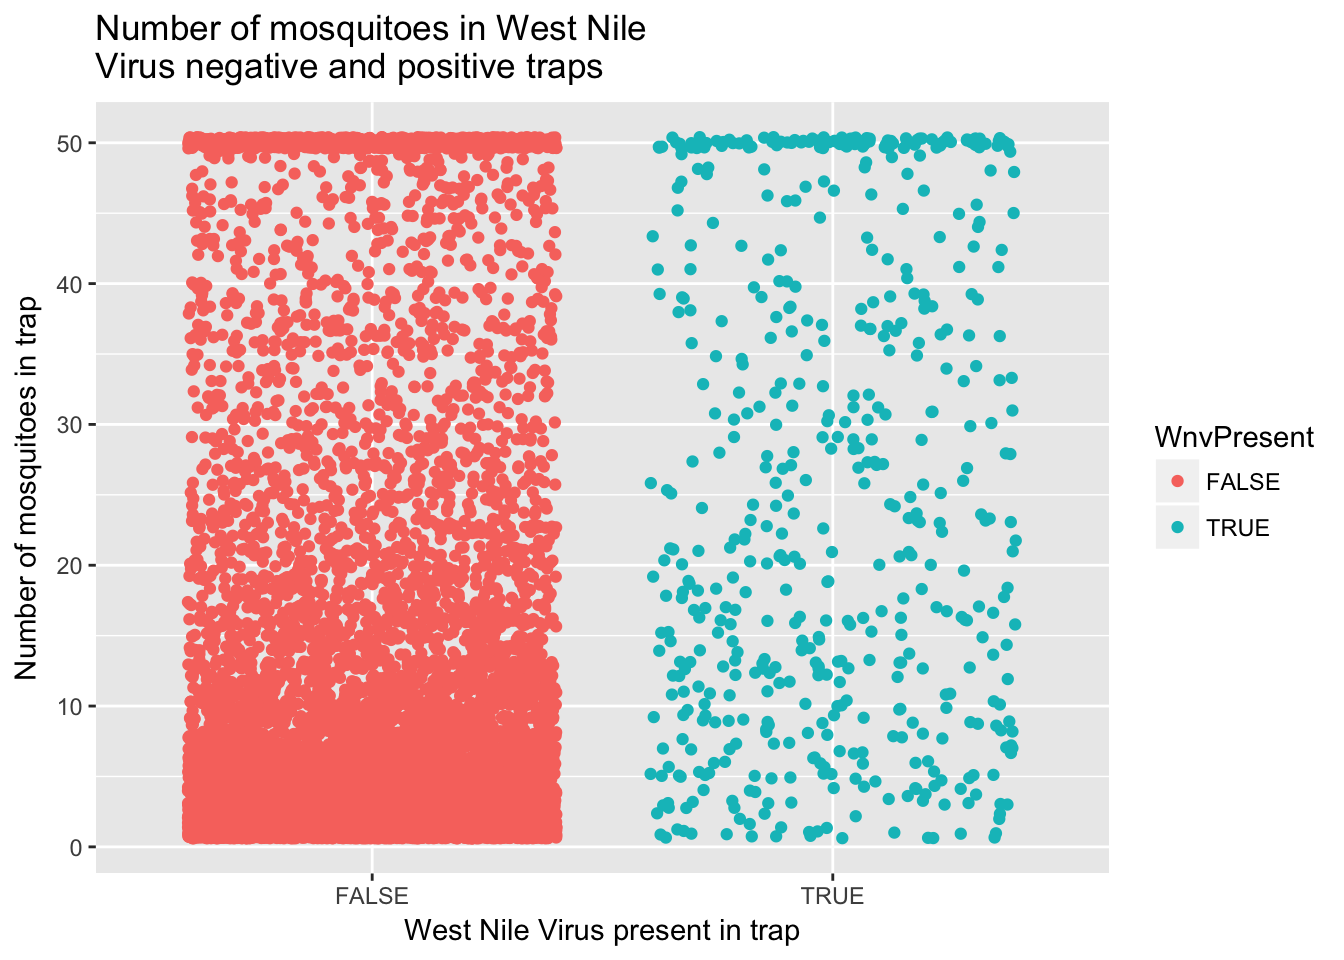 Number of mosquitoes in West Nile
Virus negative and positive traps
Number of mosquitoes in trap
50
40
30
20
10
0
FALSE
TRUE
West Nile Virus present in trap
WnvPresent
FALSE
TRUE